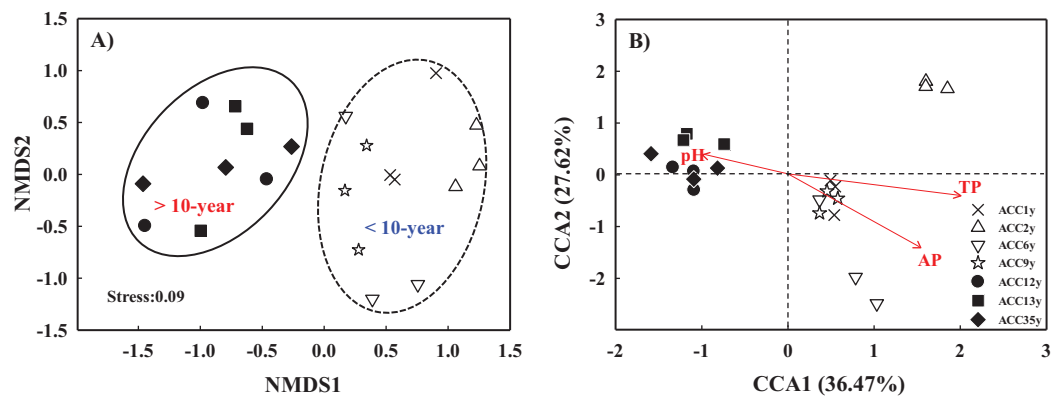 A)
1.5
1.0
0.5
0.0
-0.5
-1.0
-1.5
NMDS2
> 10-year
< 10-year
Stress:0.09
-1.5 -1.0 -0.5 0.0 0.5 1.0 1.5
NMDS1
B)
3
2
1
0
-1
-2
CCA2 (27.62%)
pH
TP
AP
ACC1y
ACC2y
ACC6y
ACC9y
ACC12y
ACC13y
ACC35y
-2 -1 0 1 2 3
CCA1 (36.47%)